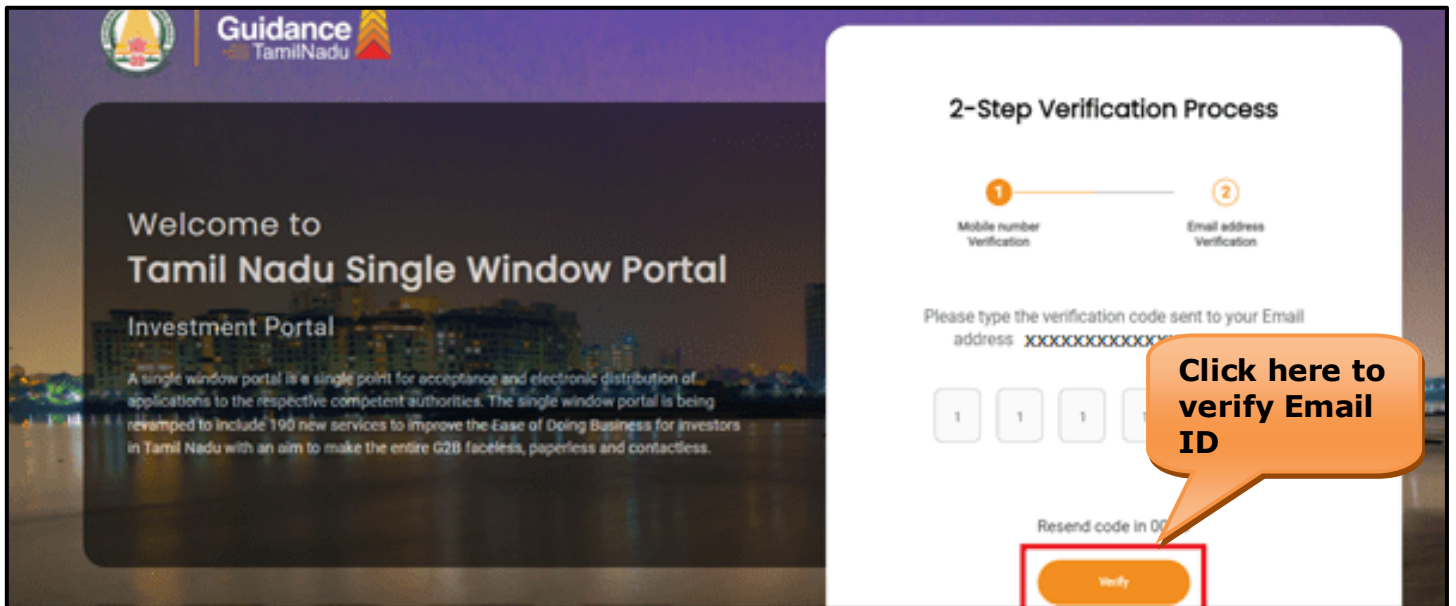 Guidance
TamilNadu
Welcome to
Tamil Nadu Single Window Portal
Investment Portal
A single window portal is a single point for acceptance and electronic distribution of
applications to the respective competent authorities. The single window portal is being
revamped to include 190 new services to improve the Ease of Doing Business for investors
in Tamil Nadu with an aim to make the entire G2B faceless, paperless and contactless.
2-Step Verification Process
1
2
Mobile number
Verification
Email address
Verification
Please type the verification code sent to your Email
address XXXXXXXXXXXXX
1 1 1 1
Click here to
verify Email
ID
Resend code in 00
Verify